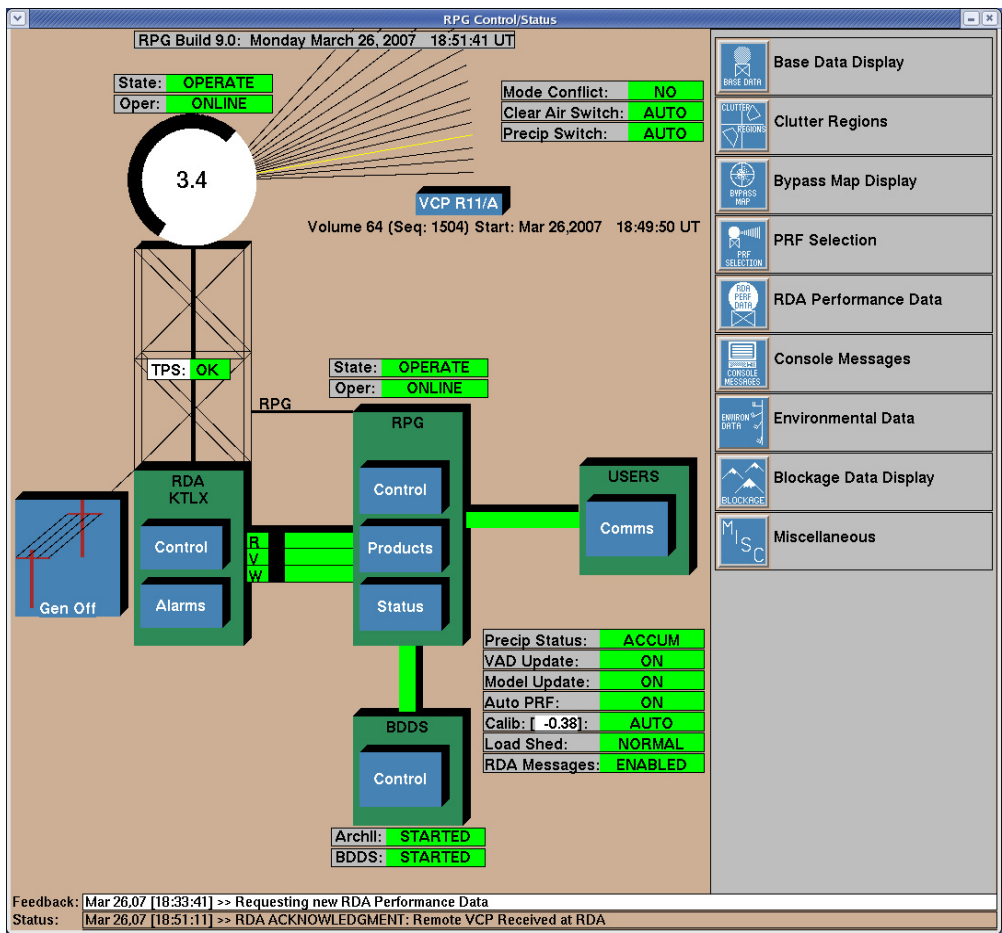 RPG Control/Status
RPG Build 9.0: Monday March 26, 2007 18:51:41 UT
State: OPERATE
Oper: ONLINE
Mode Conflict: NO
Clear Air Switch: AUTO
Precip Switch: AUTO
3.4
VCP R11/A
Volume 64 (Seq: 1504) Start: Mar 26,2007 18:49:50 UT
TPS: OK
State: OPERATE
Oper: ONLINE
RPG
RPG
Control
Products
Status
RDA
KTLX
Control
Alarms
R
V
W
Gen Off
USERS
Comms
Precip Status: ACCUM
VAD Update: ON
Model Update: ON
Auto PRF: ON
Calib: [ -0.38]: AUTO
Load Shed: NORMAL
RDA Messages: ENABLED
BDDS
Control
ArchII: STARTED
BDDS: STARTED
BASE DATA
Base Data Display
CLUTTER
REGIONS
Clutter Regions
BYPASS
MAP
Bypass Map Display
PRF
SELECTION
PRF Selection
RDA
PERF
DATA
RDA Performance Data
CONSOLE
MESSAGES
Console Messages
ENVIRON
DATA
Environmental Data
BLOCKAGE
Blockage Data Display
MISC
Miscellaneous
Feedback: Mar 26,07 [18:33:41] >> Requesting new RDA Performance Data
Status: Mar 26,07 [18:51:11] >> RDA ACKNOWLEDGMENT: Remote VCP Received at RDA